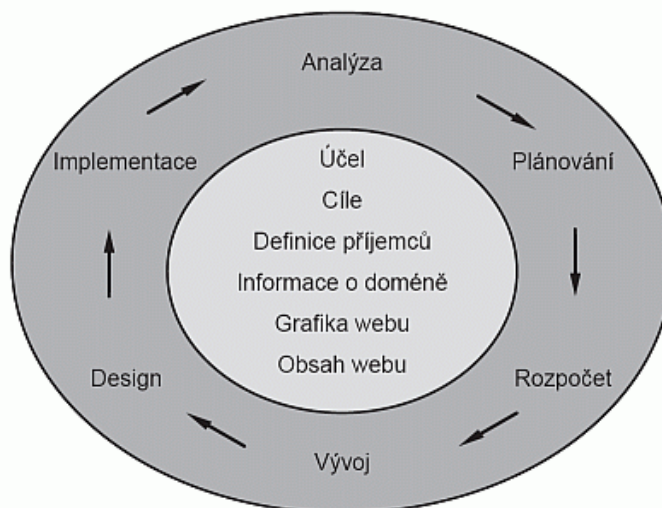 Analýza
Implementace
Plánování
Účel
Cíle
Definice příjemců
Informace o doméně
Grafika webu
Obsah webu
Design
Rozpočet
Vývoj